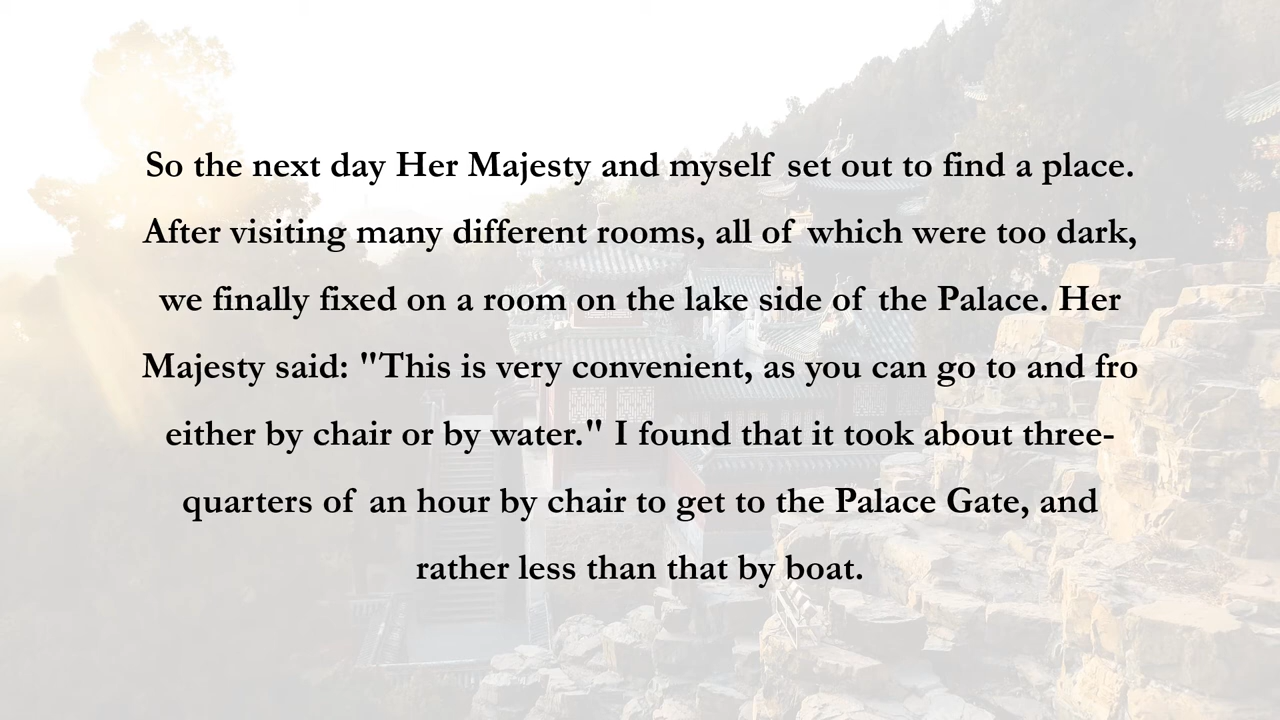 So the next day Her Majesty and myself set out to find a place.
After visiting many different rooms, all of which were too dark,
we finally fixed on a room on the lake side of the Palace. Her
Majesty said: "This is very convenient, as you can go to and fro
either by chair or by water." I found that it took about three-
quarters of an hour by chair to get to the Palace Gate, and
rather less than that by boat.